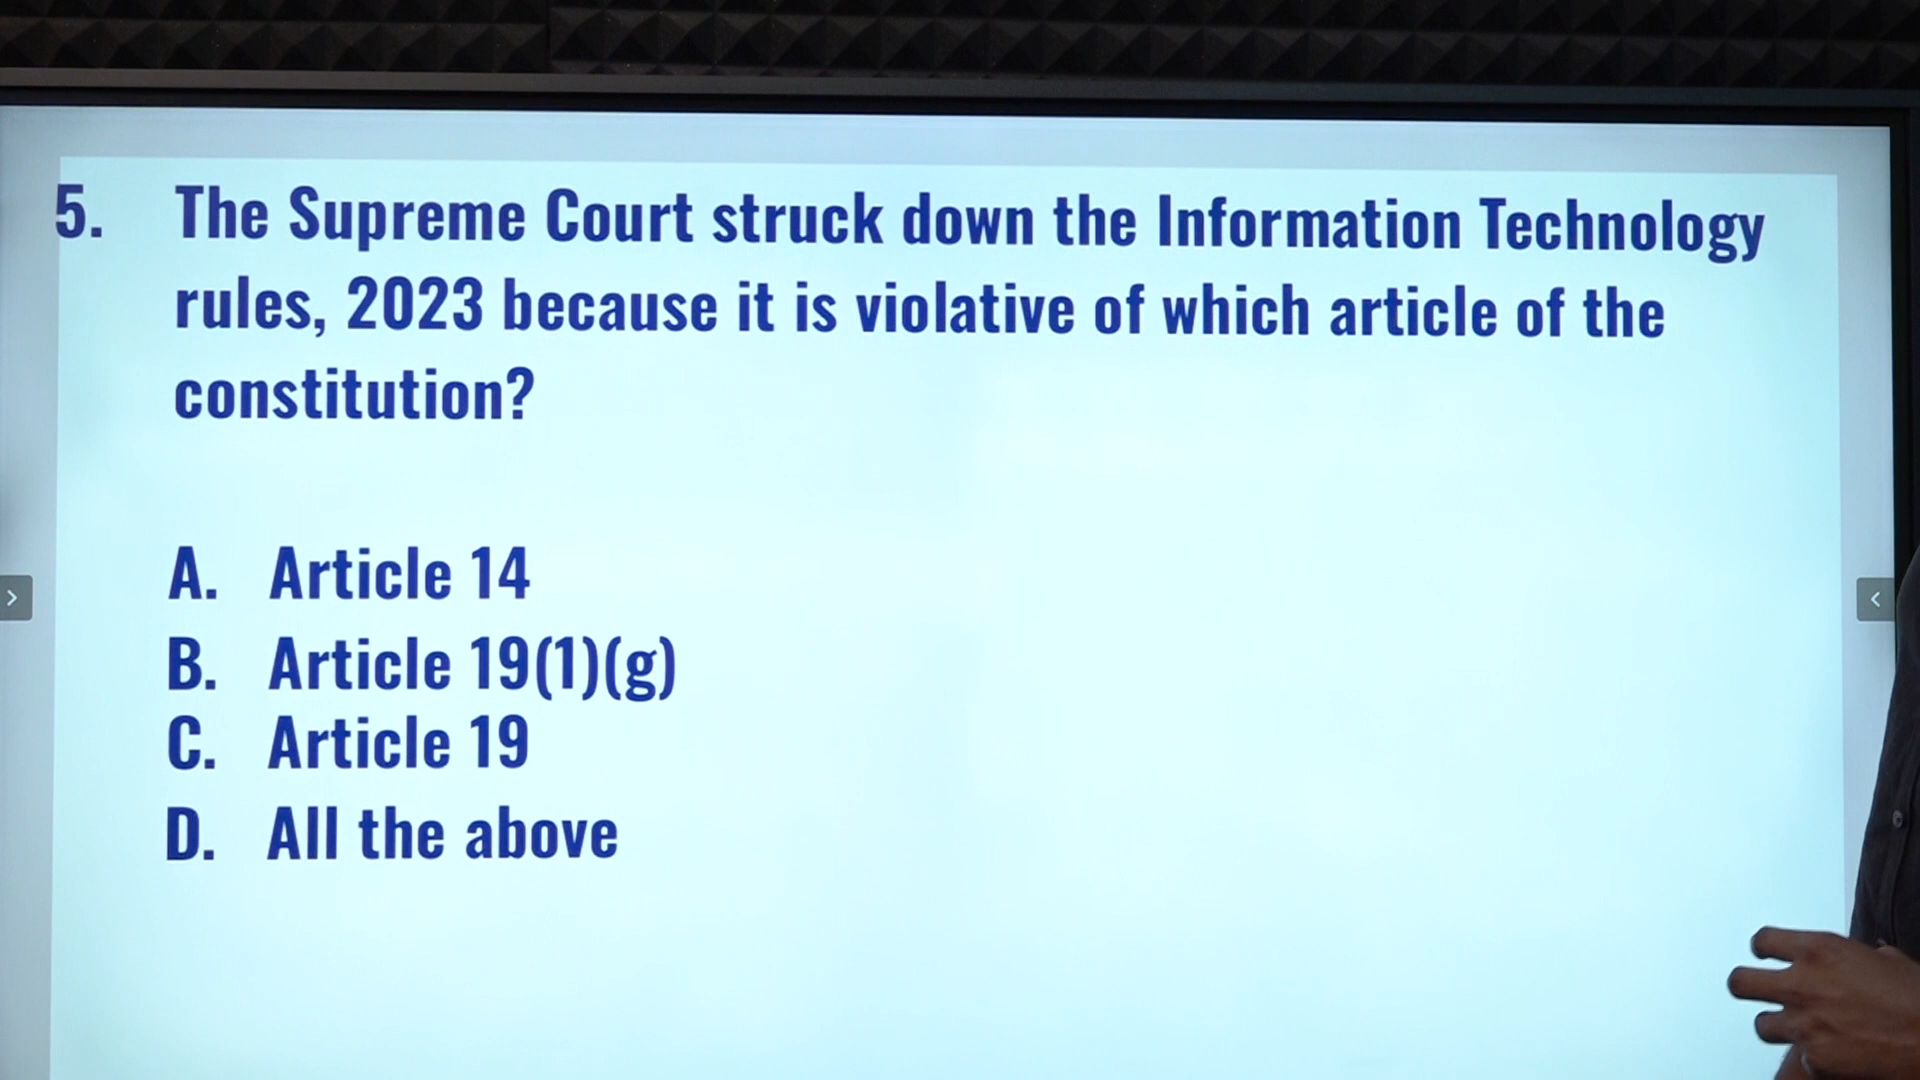 5. The Supreme Court struck down the Information Technology
rules, 2023 because it is violative of which article of the
constitution?
A. Article 14
B. Article 19(1)(g)
C. Article 19
D. All the above